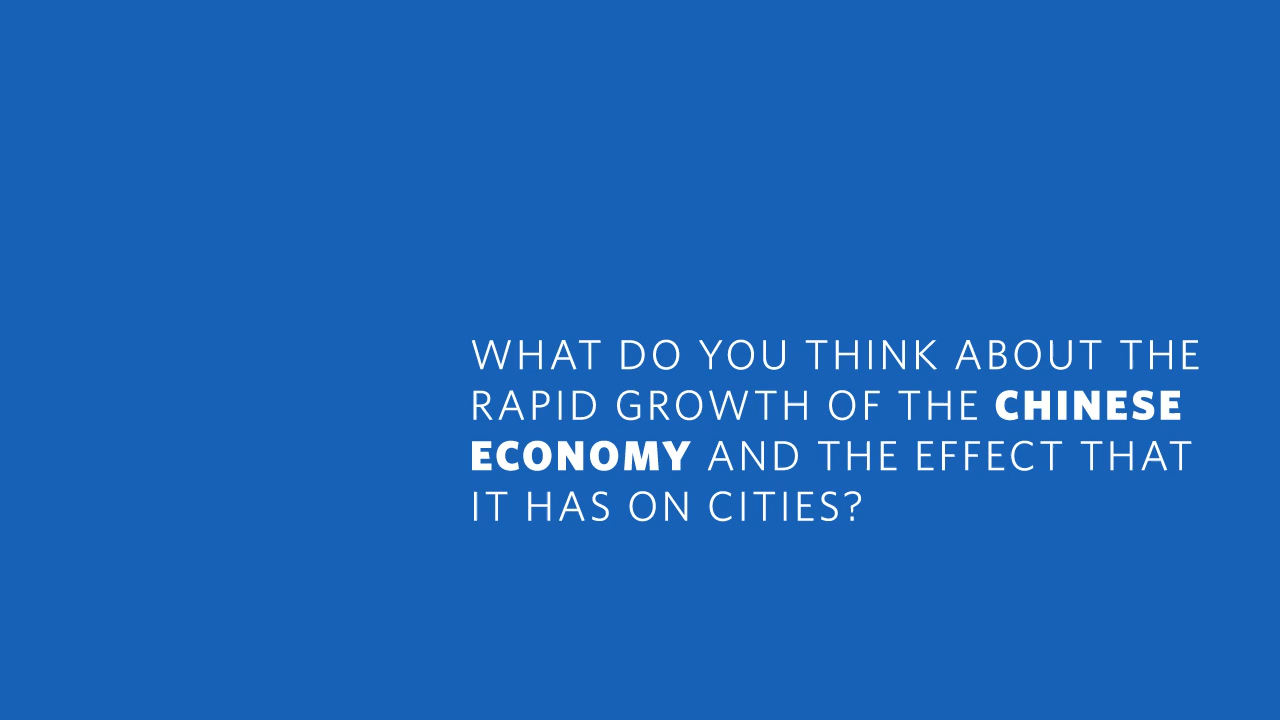 WHAT DO YOU THINK ABOUT THE
RAPID GROWTH OF THE CHINESE
ECONOMY AND THE EFFECT THAT
IT HAS ON CITIES?